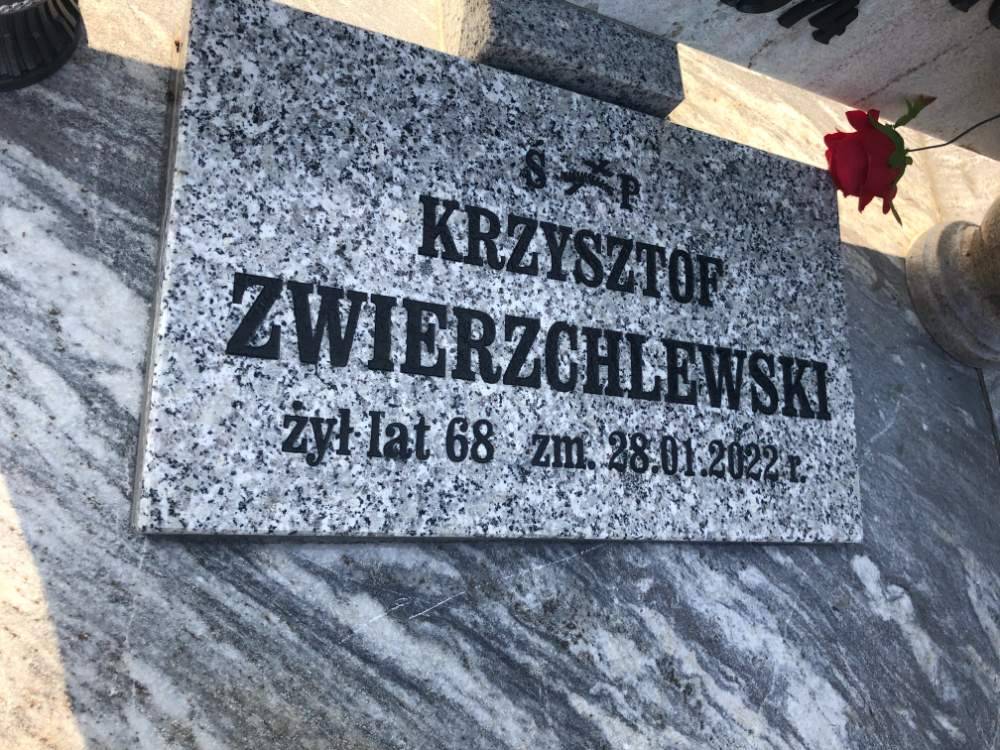 Ś P
KRZYSZTOF
ZWIERZCHLEWSKI
żył lat 68 zm. 28.01.2022 r.